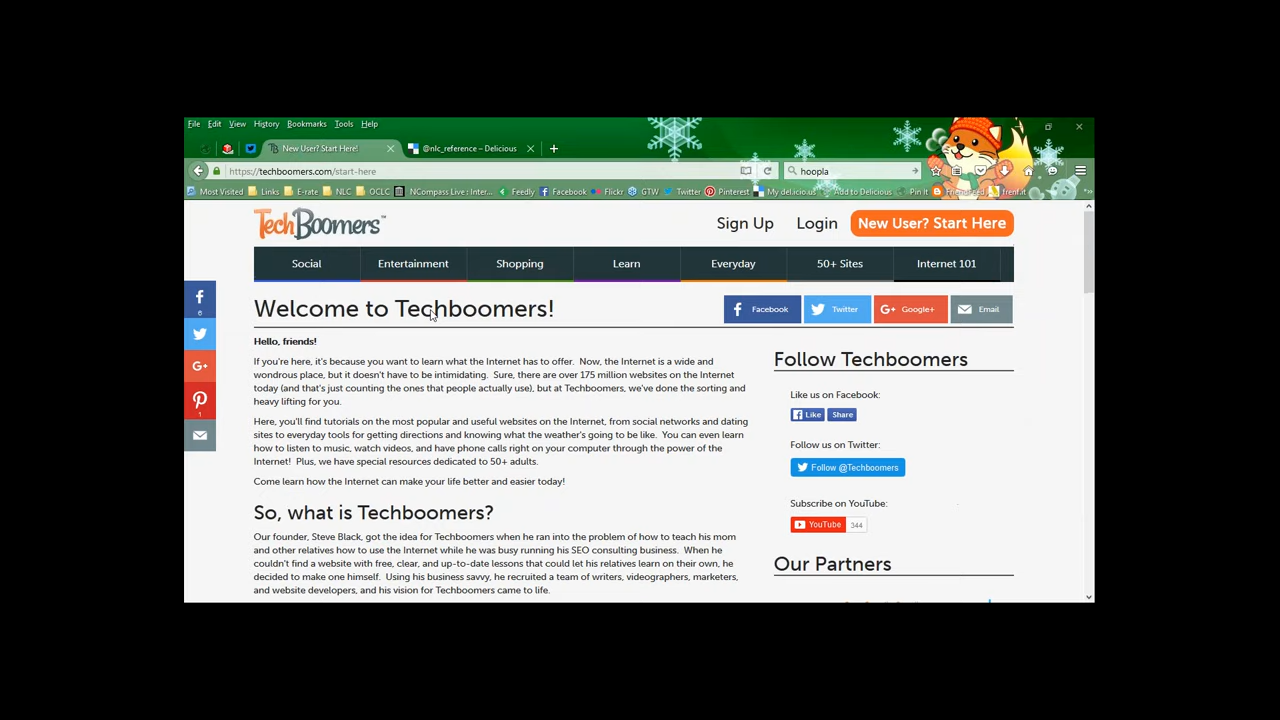 File Edit View History Bookmarks Tools Help
New User? Start Here!
@nlc_reference – Delicious
https://techboomers.com/start-here
hoopla
Most Visited Links E-rate NLC OCLC NCompass Live : Inter... Feedly Facebook Flickr GTW Twitter Pinterest My del.icio.us Add to Delicious Pin It FriendFeed frenf.it
TechBoomers™
Sign Up Login New User? Start Here
Social Entertainment Shopping Learn Everyday 50+ Sites Internet 101
Welcome to Techboomers!
Facebook Twitter Google+ Email
6
1
Hello, friends!
If you're here, it's because you want to learn what the Internet has to offer. Now, the Internet is a wide and
wondrous place, but it doesn't have to be intimidating. Sure, there are over 175 million websites on the Internet
today (and that's just counting the ones that people actually use), but at Techboomers, we've done the sorting and
heavy lifting for you.
Here, you'll find tutorials on the most popular and useful websites on the Internet, from social networks and dating
sites to everyday tools for getting directions and knowing what the weather's going to be like. You can even learn
how to listen to music, watch videos, and have phone calls right on your computer through the power of the
Internet! Plus, we have special resources dedicated to 50+ adults.
Come learn how the Internet can make your life better and easier today!
So, what is Techboomers?
Our founder, Steve Black, got the idea for Techboomers when he ran into the problem of how to teach his mom
and other relatives how to use the Internet while he was busy running his SEO consulting business. When he
couldn't find a website with free, clear, and up-to-date lessons that could let his relatives learn on their own, he
decided to make one himself. Using his business savvy, he recruited a team of writers, videographers, marketers,
and website developers, and his vision for Techboomers came to life.
Follow Techboomers
Like us on Facebook:
Like Share
Follow us on Twitter:
Follow @Techboomers
Subscribe on YouTube:
YouTube 344
Our Partners